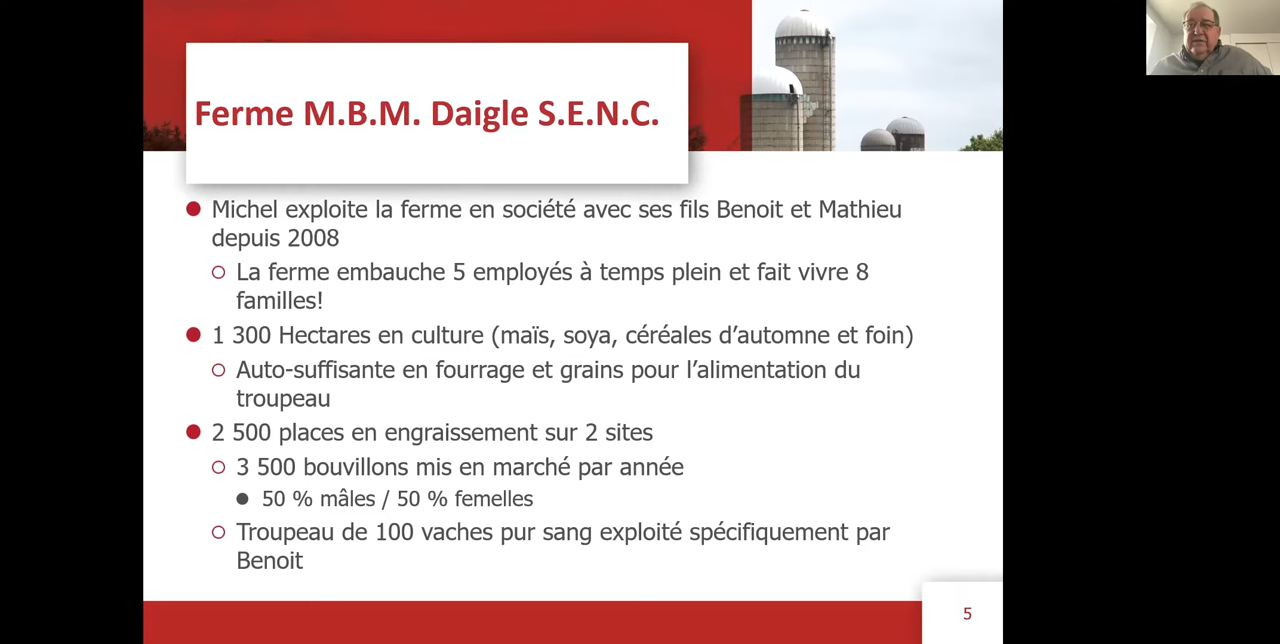 Ferme M.B.M. Daigle S.E.N.C.
Michel exploite la ferme en société avec ses fils Benoit et Mathieu
depuis 2008
La ferme embauche 5 employés à temps plein et fait vivre 8
familles!
1 300 Hectares en culture (maïs, soya, céréales d’automne et foin)
Auto-suffisante en fourrage et grains pour l’alimentation du
troupeau
2 500 places en engraissement sur 2 sites
3 500 bouvillons mis en marché par année
50 % mâles / 50 % femelles
Troupeau de 100 vaches pur sang exploité spécifiquement par
Benoit
5